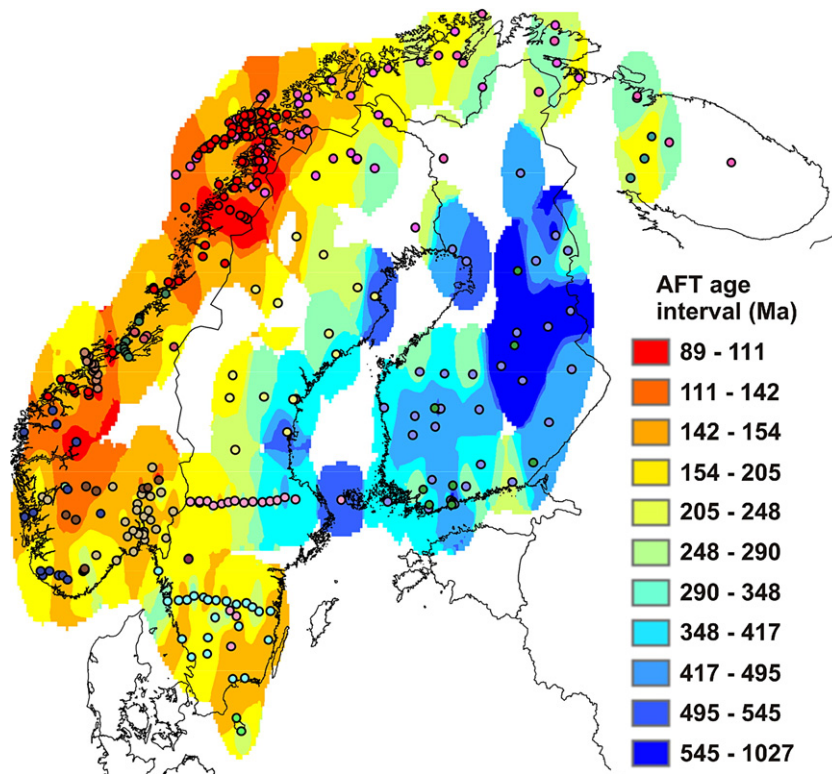 AFT age
interval (Ma)
89 - 111
111 - 142
142 - 154
154 - 205
205 - 248
248 - 290
290 - 348
348 - 417
417 - 495
495 - 545
545 - 1027